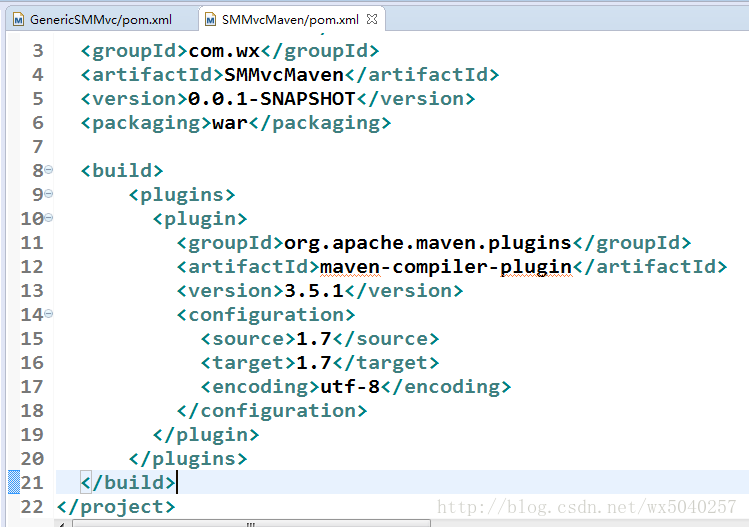 GenericSMMvc/pom.xml
SMMvcMaven/pom.xml
3 <groupId>com.wx</groupId>
4 <artifactId>SMMvcMaven</artifactId>
5 <version>0.0.1-SNAPSHOT</version>
6 <packaging>war</packaging>
7
8 <build>
9 <plugins>
10 <plugin>
11 <groupId>org.apache.maven.plugins</groupId>
12 <artifactId>maven-compiler-plugin</artifactId>
13 <version>3.5.1</version>
14 <configuration>
15 <source>1.7</source>
16 <target>1.7</target>
17 <encoding>utf-8</encoding>
18 </configuration>
19 </plugin>
20 </plugins>
21 </build>
22 </project>
http://blog.csdn.net/wx5040257